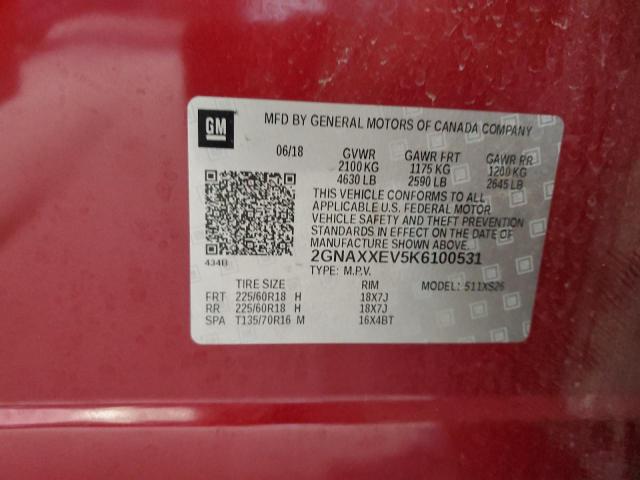 GM
MFD BY GENERAL MOTORS OF CANADA COMPANY
06/18 GVWR GAWR FRT GAWR RR
2100 KG 1175 KG 1200 KG
4630 LB 2590 LB 2645 LB
THIS VEHICLE CONFORMS TO ALL
APPLICABLE U.S. FEDERAL MOTOR
VEHICLE SAFETY AND THEFT PREVENTION
STANDARDS IN EFFECT ON THE DATE OF
MANUFACTURE SHOWN ABOVE.
434B 2GNAXXEV5K6100531
TYPE: M.P.V.
TIRE SIZE RIM MODEL: 511XS26
FRT 225/60R18 H 18X7J
RR 225/60R18 H 18X7J
SPA T135/70R16 M 16X4BT